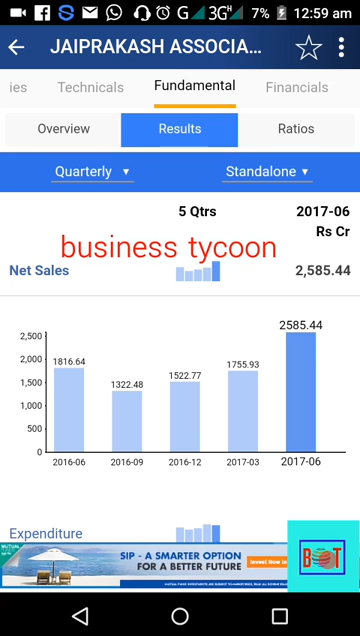 G 3G H 7% 12:59 am
JAIPRAKASH ASSOCIA...
ies Technicals Fundamental Financials
Overview Results Ratios
Quarterly Standalone
5 Qtrs 2017-06
Rs Cr
business tycoon
Net Sales 2,585.44
2585.44
2,500
2,000
1,500
1,000
500
0
1816.64 1322.48 1522.77 1755.93
2016-06 2016-09 2016-12 2017-03 2017-06
Expenditure
SIP - A SMARTER OPTION
FOR A BETTER FUTURE
Invest Now
BOT